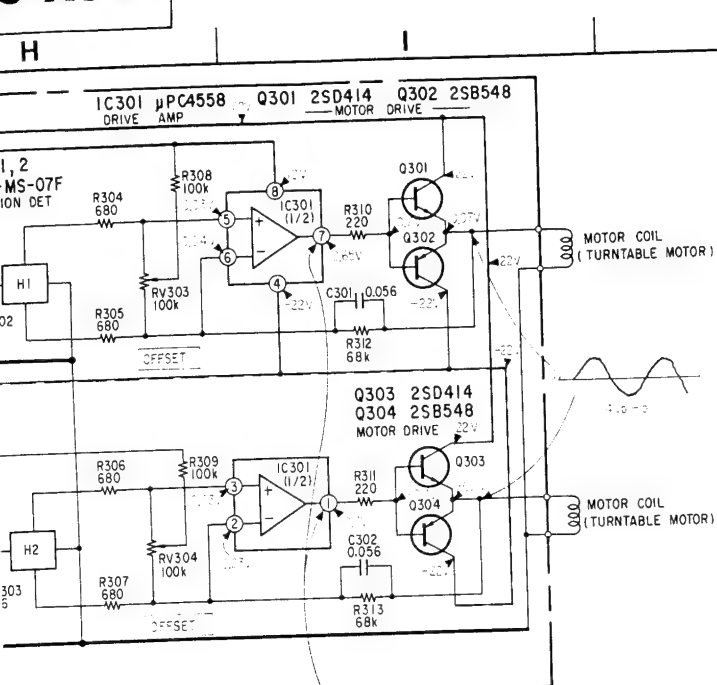 H
I
IC301 µPC4558 Q301 2SD414 Q302 2SB548
DRIVE AMP
MOTOR DRIVE
1, 2
-MS-07F
ION DET
R304
680
R308
100k
IC301
(1/2)
8
5
6
7
4
R310
220
Q301
Q302
22V
-22V
-22V
H1
02
RV303
100k
R305
680
C301 0.056
R312
68k
OFFSET
MOTOR COIL
(TURNTABLE MOTOR)
Q303 2SD414
Q304 2SB548
MOTOR DRIVE
22V
R306
680
R309
100k
IC301
(1/2)
3
2
1
R311
220
Q303
Q304
-22V
H2
303
6
RV304
100k
R307
680
C302
0.056
R313
68k
OFFSET
MOTOR COIL
(TURNTABLE MOTOR)